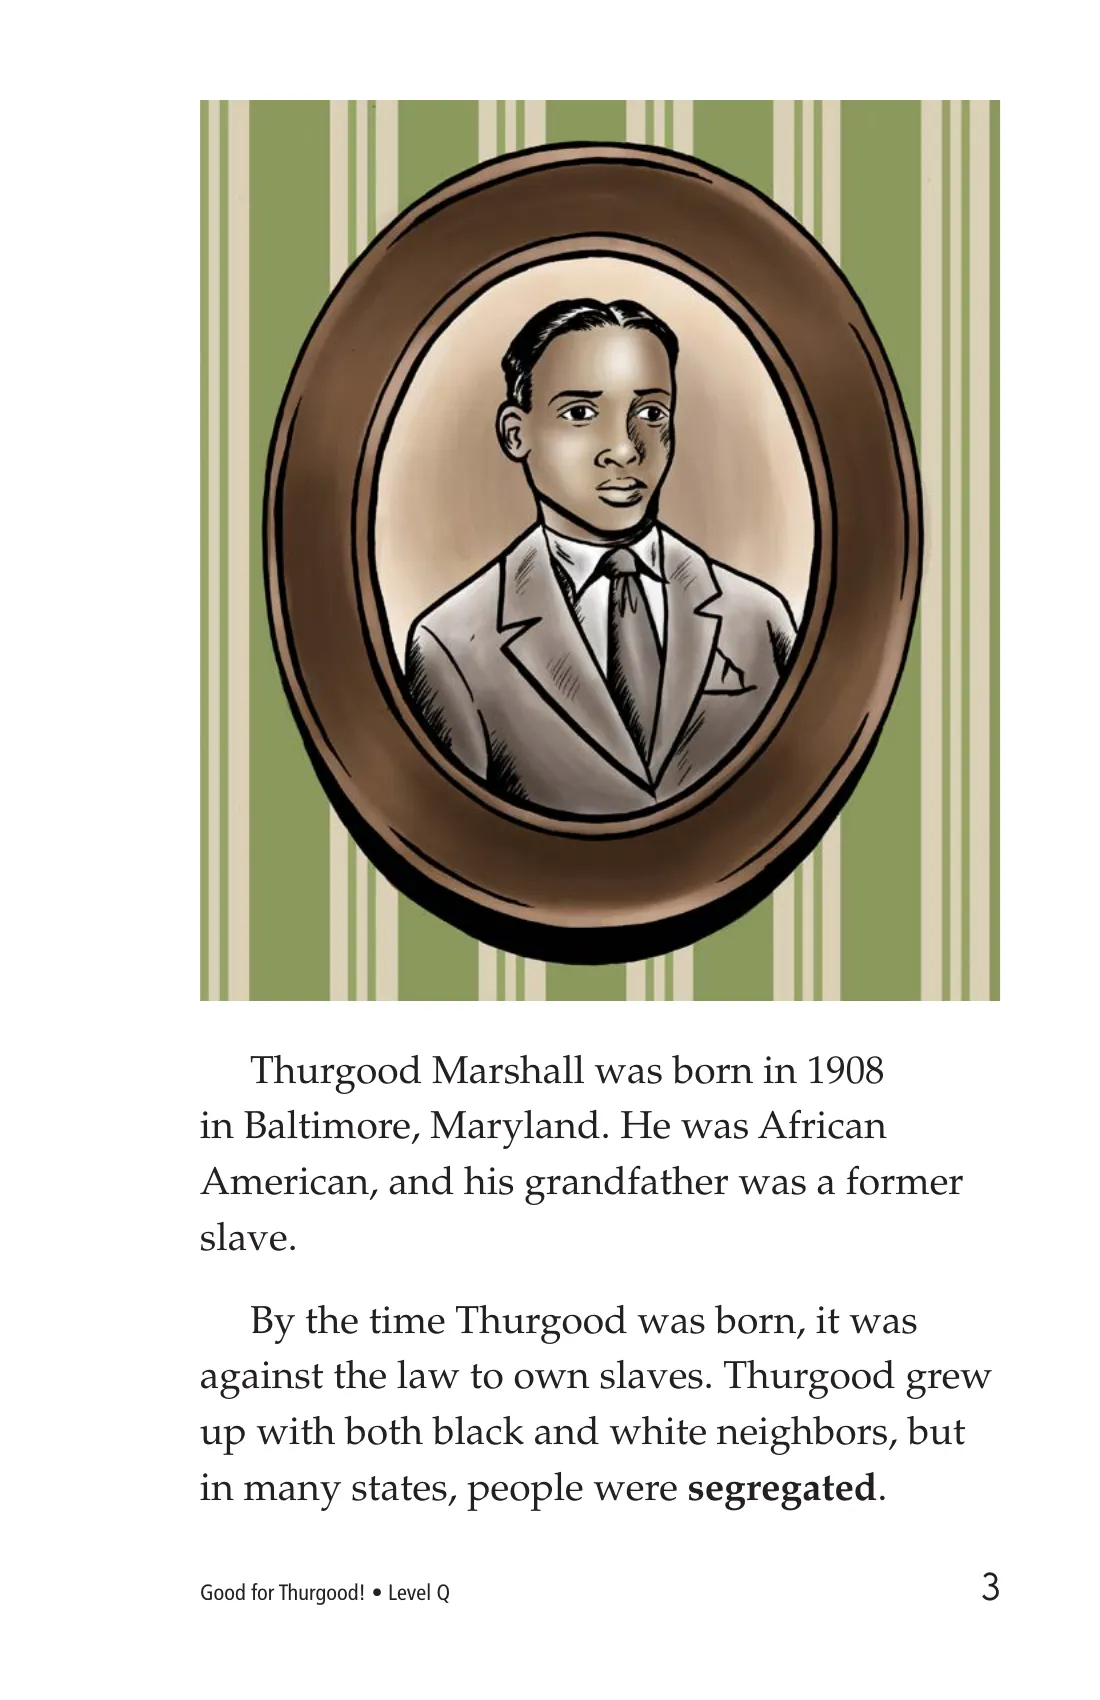 Thurgood Marshall was born in 1908
in Baltimore, Maryland. He was African
American, and his grandfather was a former
slave.
By the time Thurgood was born, it was
against the law to own slaves. Thurgood grew
up with both black and white neighbors, but
in many states, people were segregated.
Good for Thurgood! • Level Q
3